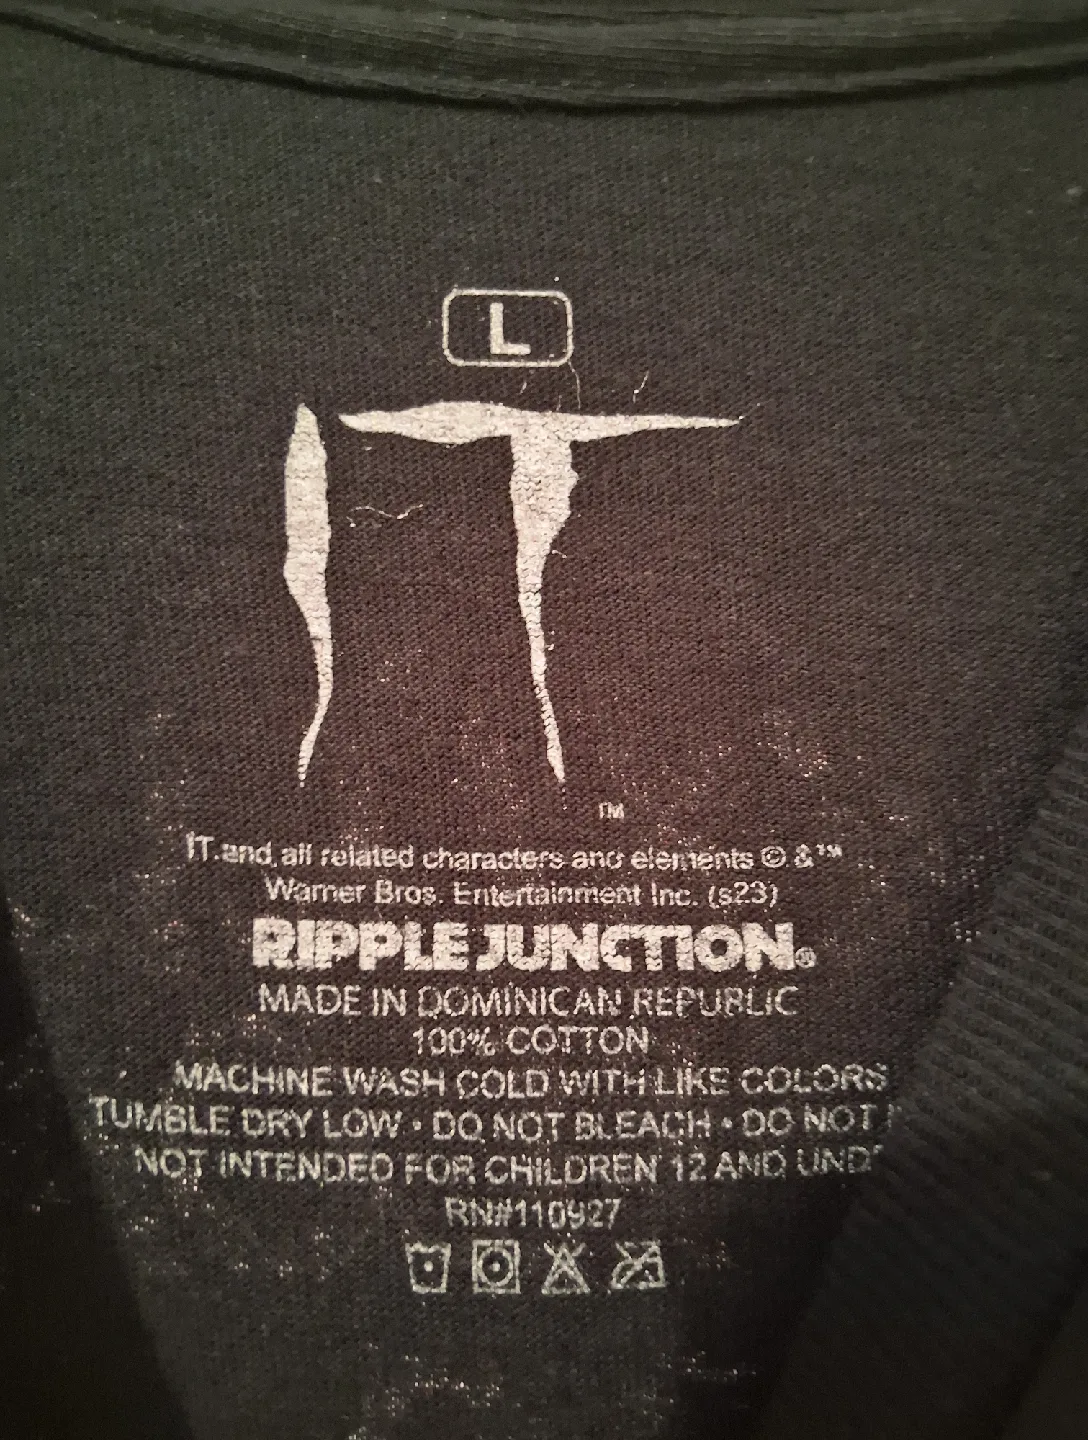 L
IT
TM
IT and all related characters and elements © & ™
Warner Bros. Entertainment Inc. (s23)
RIPPLE JUNCTION®
MADE IN DOMINICAN REPUBLIC
100% COTTON
MACHINE WASH COLD WITH LIKE COLORS
TUMBLE DRY LOW • DO NOT BLEACH • DO NOT
NOT INTENDED FOR CHILDREN 12 AND UND
RN#110927